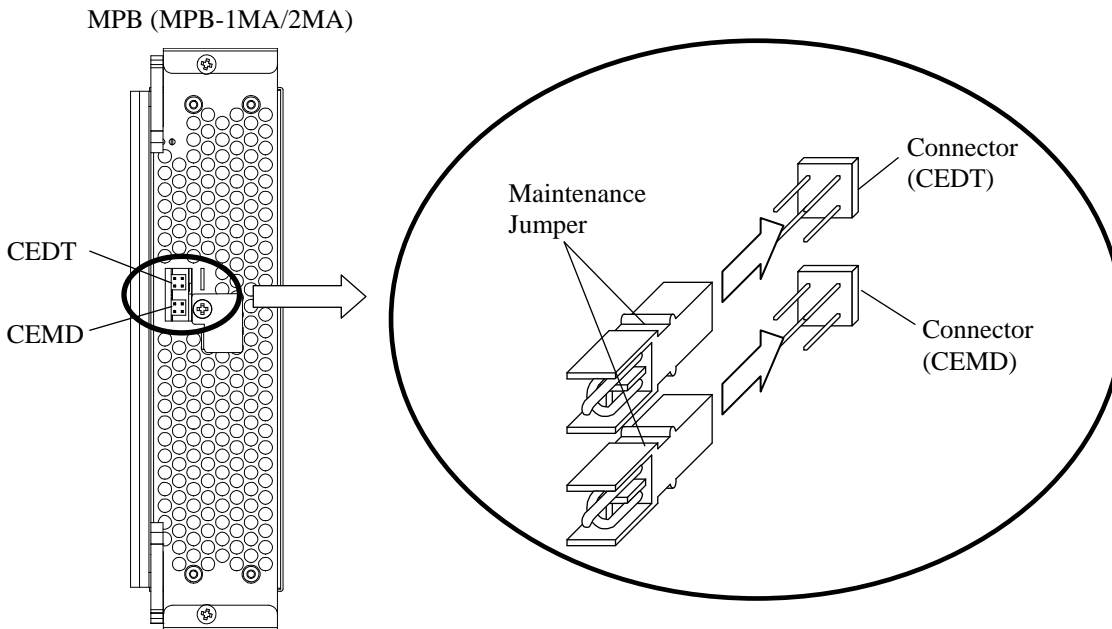 MPB (MPB-1MA/2MA)
CEDT
CEMD
Maintenance
Jumper
Connector
(CEDT)
Connector
(CEMD)